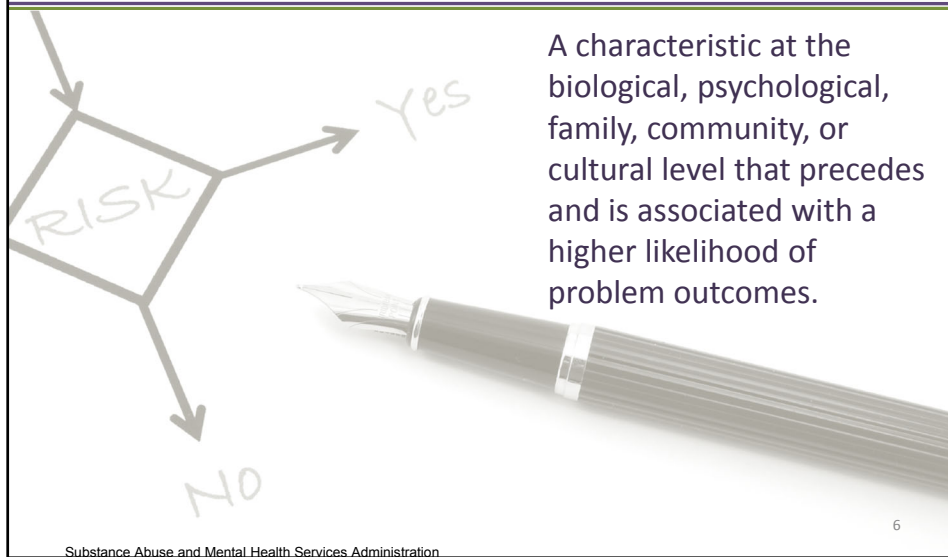 A characteristic at the
biological, psychological,
family, community, or
cultural level that precedes
and is associated with a
higher likelihood of
problem outcomes.
Yes
RISK
NO
6
Substance Abuse and Mental Health Services Administration